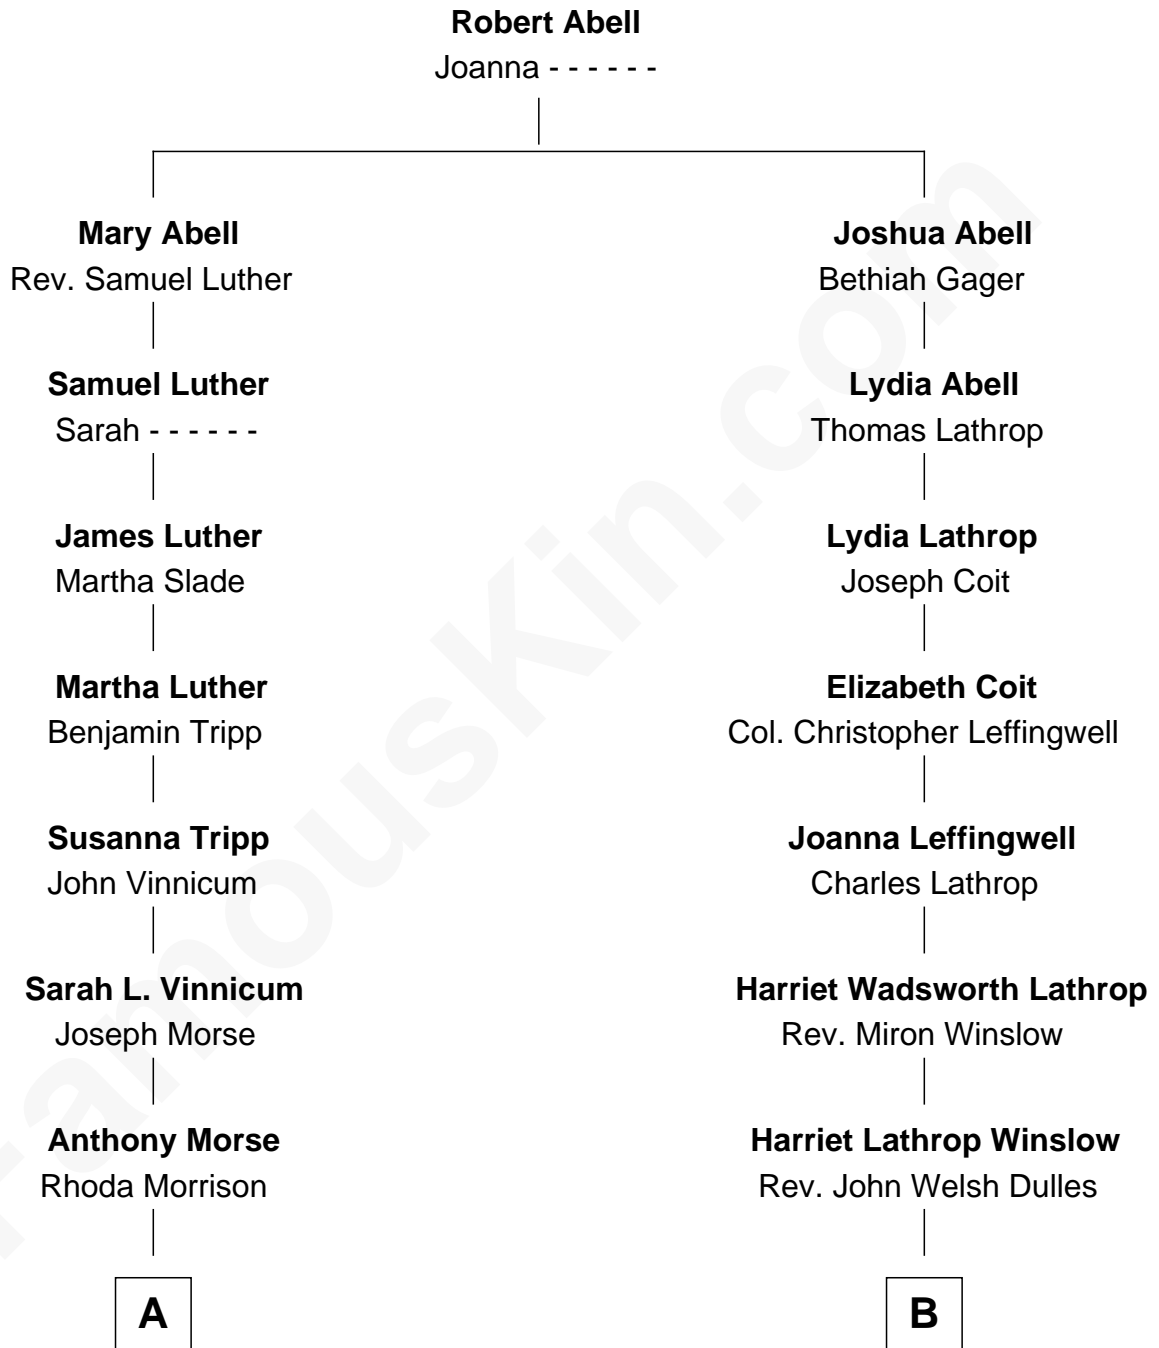 Robert Abell
Joanna - - - - - -
Mary Abell
Rev. Samuel Luther
Samuel Luther
Sarah - - - - - -
James Luther
Martha Slade
Martha Luther
Benjamin Tripp
Susanna Tripp
John Vinnicum
Sarah L. Vinnicum
Joseph Morse
Anthony Morse
Rhoda Morrison
A
Joshua Abell
Bethiah Gager
Lydia Abell
Thomas Lathrop
Lydia Lathrop
Joseph Coit
Elizabeth Coit
Col. Christopher Leffingwell
Joanna Leffingwell
Charles Lathrop
Harriet Wadsworth Lathrop
Rev. Miron Winslow
Harriet Lathrop Winslow
Rev. John Welsh Dulles
B
FamousKin.com